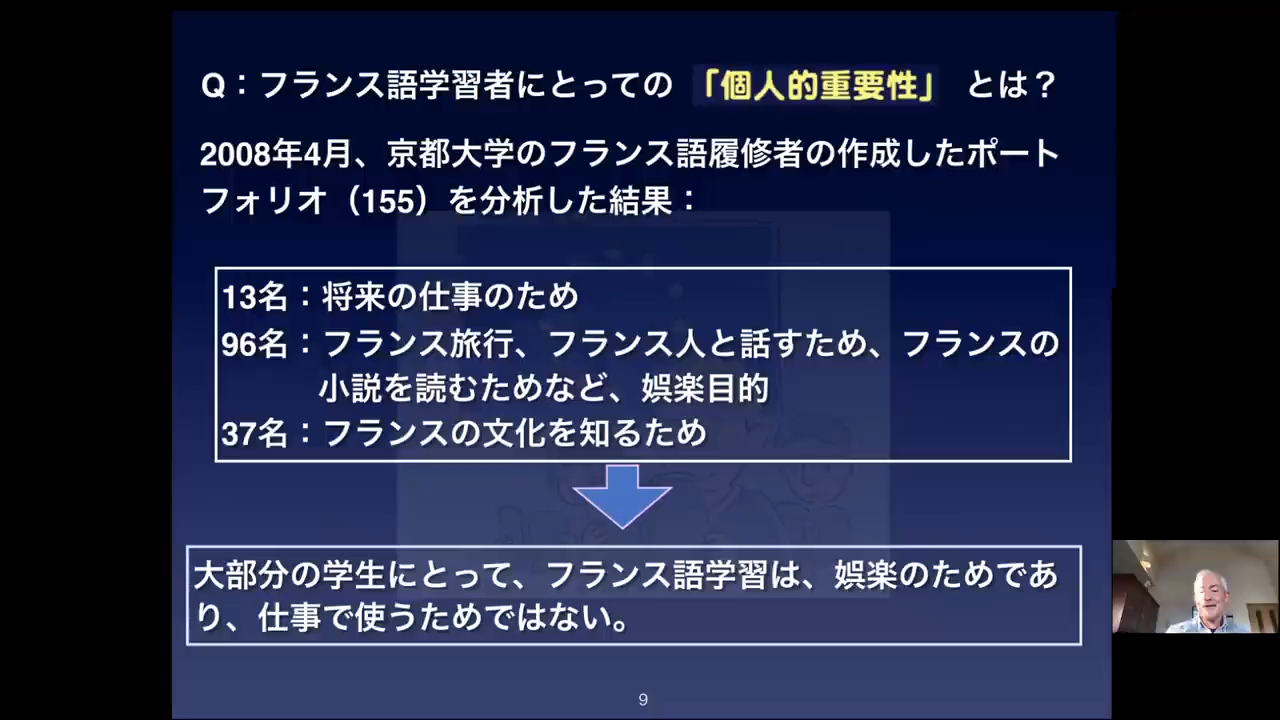 Q：フランス語学習者にとっての「個人的重要性」とは？
2008年4月、京都大学のフランス語履修者の作成したポート
フォリオ（155）を分析した結果：
13名：将来の仕事のため
96名：フランス旅行、フランス人と話すため、フランスの
小説を読むためなど、娯楽目的
37名：フランスの文化を知るため
大部分の学生にとって、フランス語学習は、娯楽のためであ
り、仕事で使うためではない。
9